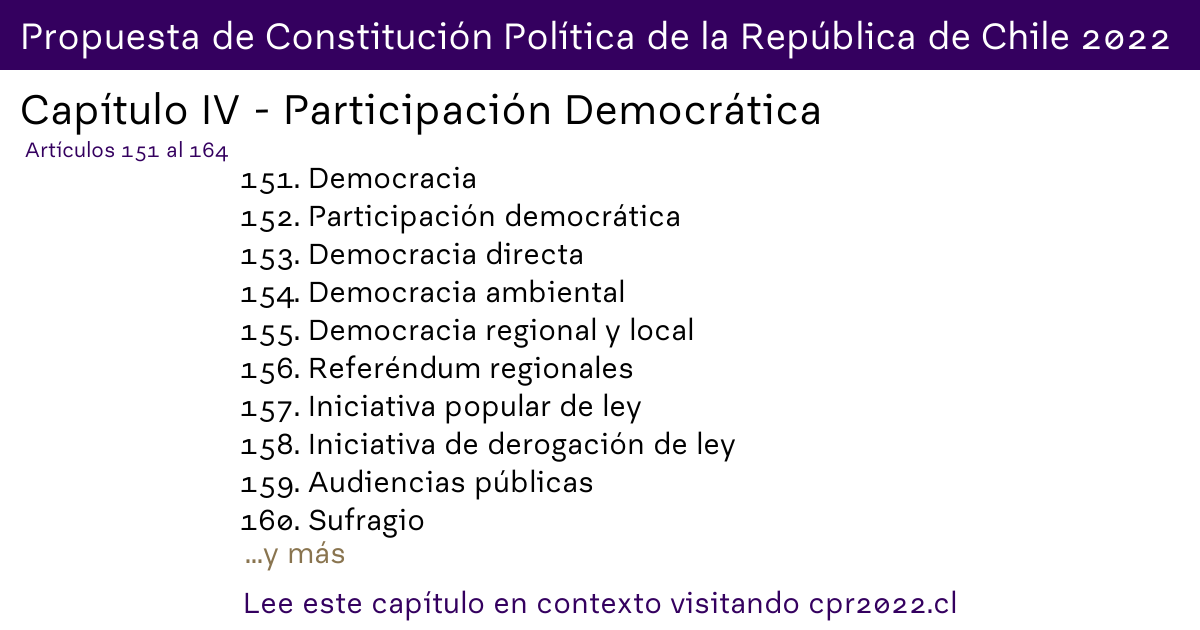 Propuesta de Constitución Política de la República de Chile 2022
Capítulo IV - Participación Democrática
Artículos 151 al 164
151. Democracia
152. Participación democrática
153. Democracia directa
154. Democracia ambiental
155. Democracia regional y local
156. Referéndum regionales
157. Iniciativa popular de ley
158. Iniciativa de derogación de ley
159. Audiencias públicas
160. Sufragio
...y más
Lee este capítulo en contexto visitando cpr2022.cl